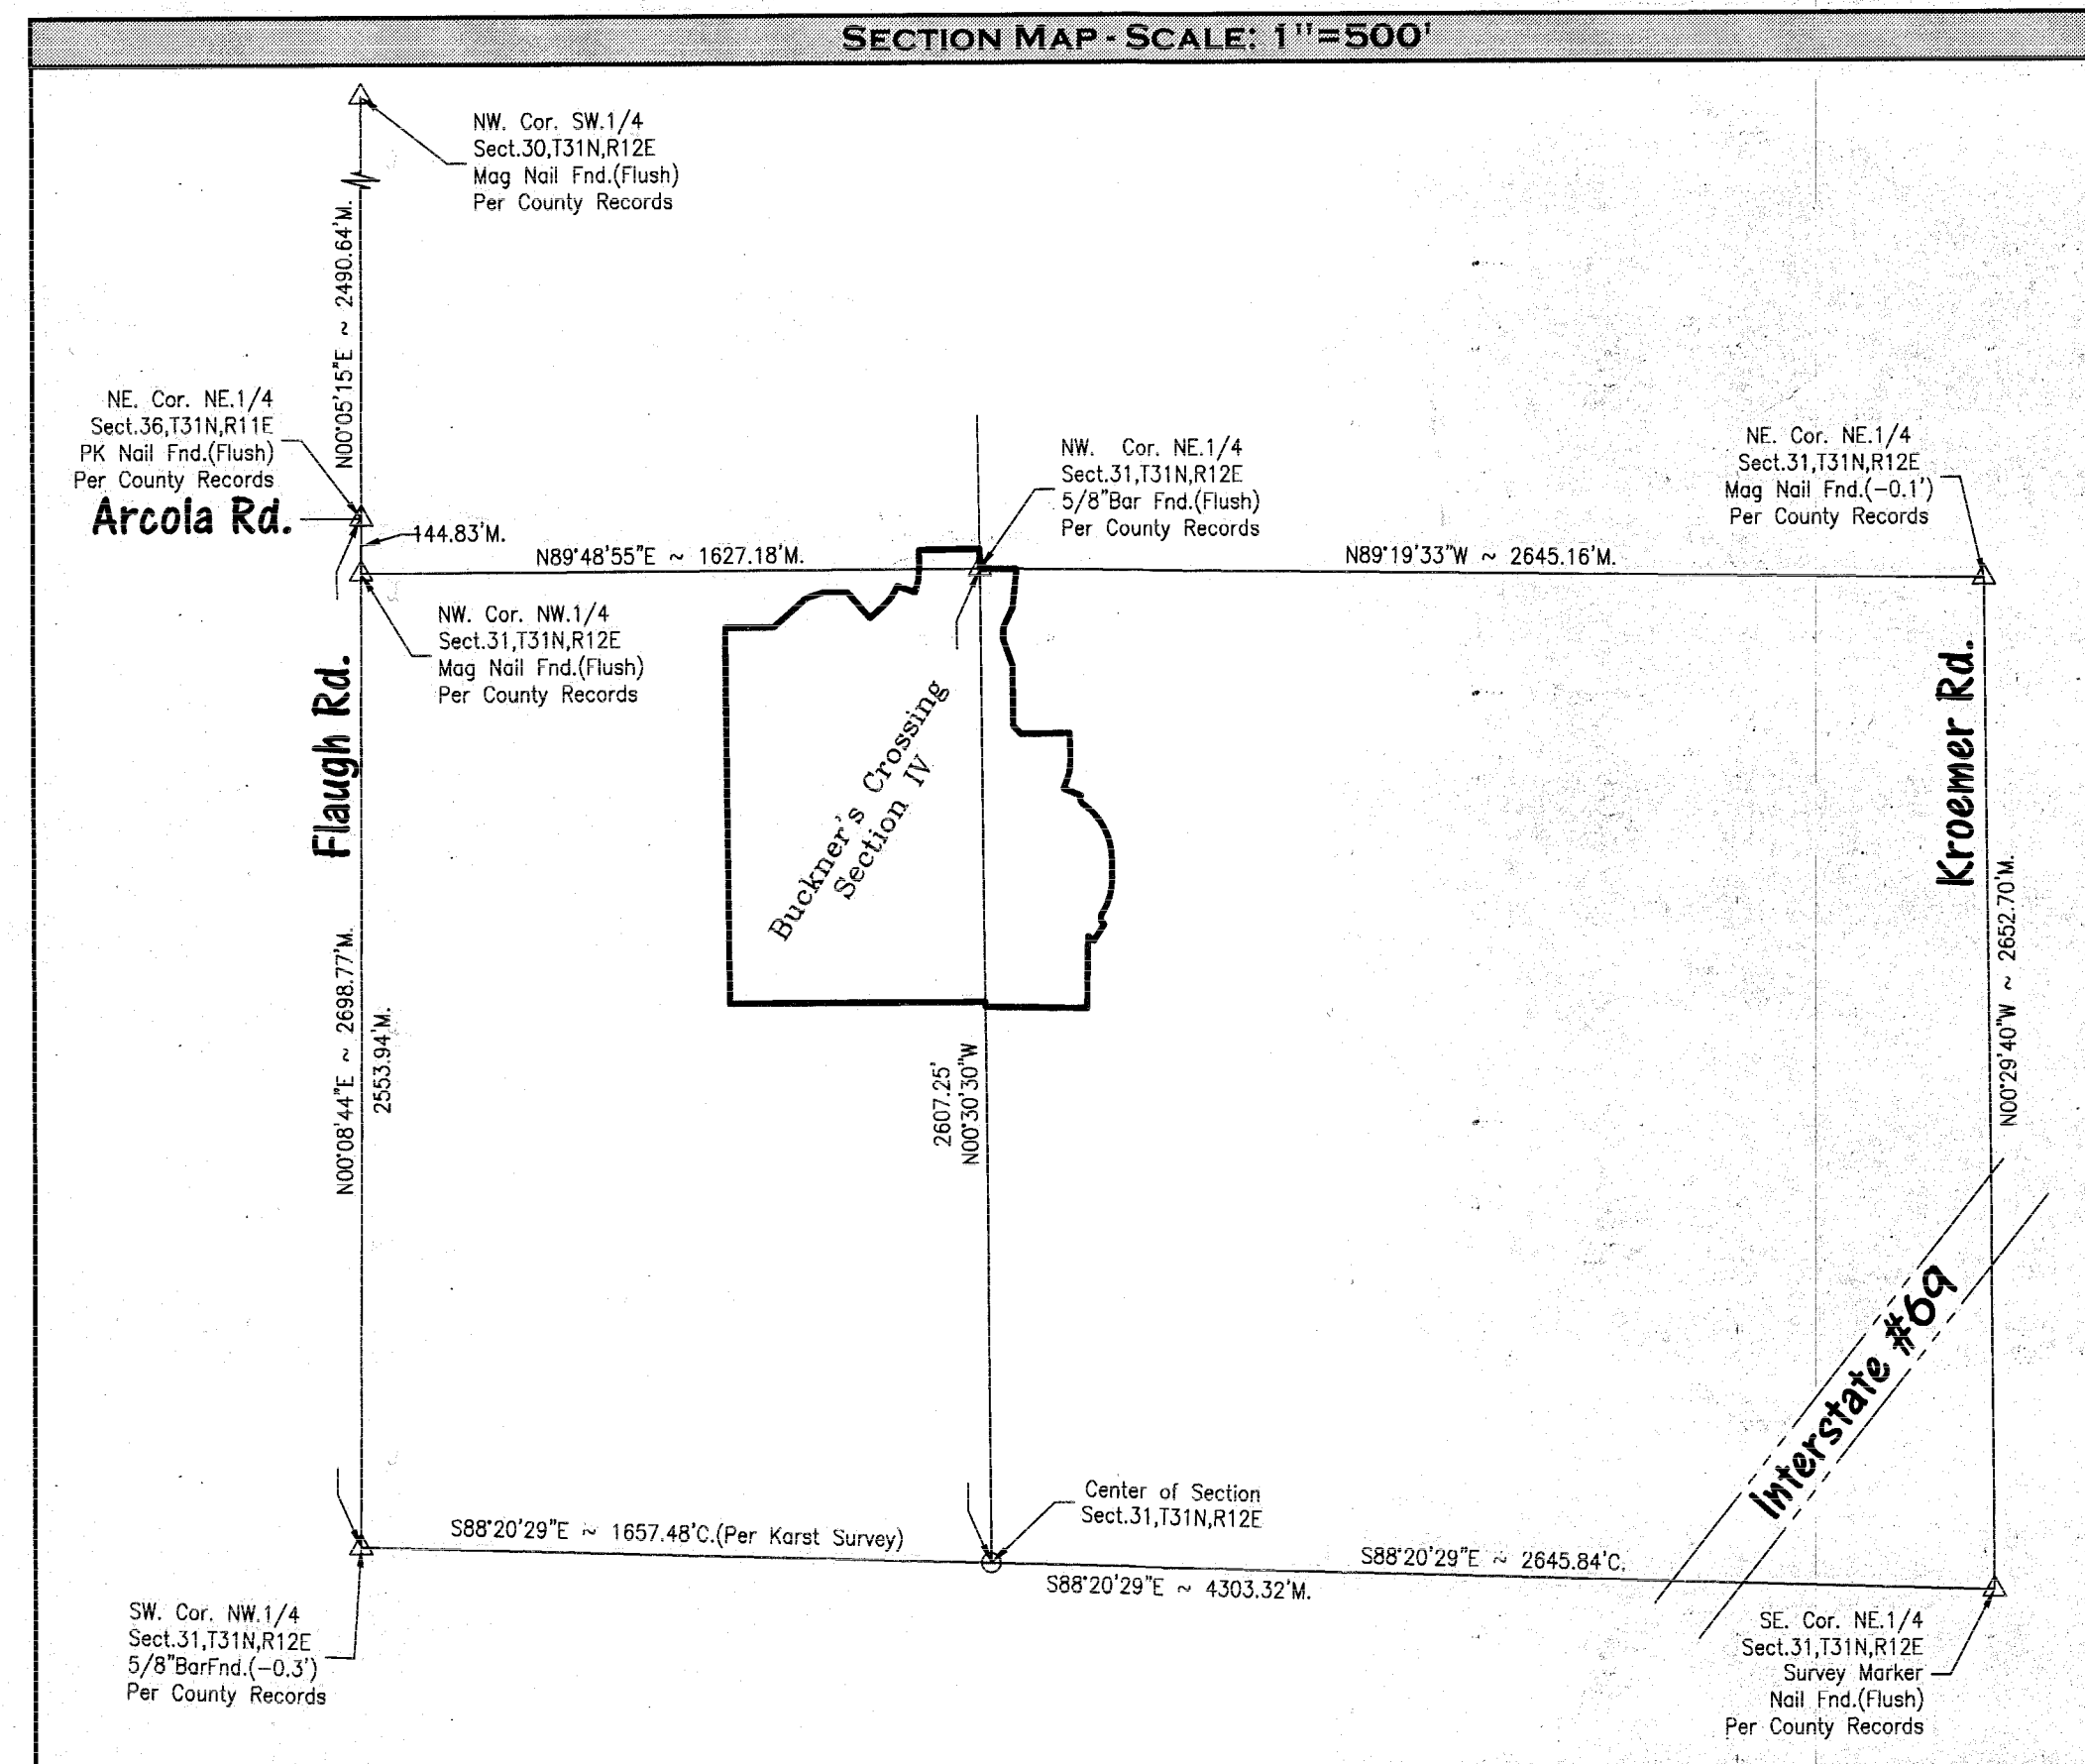 SECTION MAP - SCALE: 1"=500'
NW. Cor. SW.1/4
Sect.30,T31N,R12E
Mag Nail Fnd.(Flush)
Per County Records
N00°05'15"E ~ 2490.64'M.
NE. Cor. NE.1/4
Sect.36,T31N,R11E
PK Nail Fnd.(Flush)
Per County Records
Arcola Rd.
144.83'M.
N89°48'55"E ~ 1627.18'M.
NW. Cor. NE.1/4
Sect.31,T31N,R12E
5/8"Bar Fnd.(Flush)
Per County Records
N89°19'33"W ~ 2645.16'M.
NE. Cor. NE.1/4
Sect.31,T31N,R12E
Mag Nail Fnd.(-0.1')
Per County Records
NW. Cor. NW.1/4
Sect.31,T31N,R12E
Mag Nail Fnd.(Flush)
Per County Records
Flaugh Rd.
Buckner's Crossing
Section IV
Kroemer Rd.
N00°08'44"E ~ 2698.77'M.
2553.94'M.
2607.25'
N00°30'30"W
N00°29'40"W ~ 2652.70'M.
Interstate #69
Center of Section
Sect.31,T31N,R12E
S88°20'29"E ~ 1657.48'C.(Per Karst Survey)
S88°20'29"E ~ 2645.84'C.
S88°20'29"E ~ 4303.32'M.
SW. Cor. NW.1/4
Sect.31,T31N,R12E
5/8"BarFnd.(-0.3')
Per County Records
SE. Cor. NE.1/4
Sect.31,T31N,R12E
Survey Marker
Nail Fnd.(Flush)
Per County Records